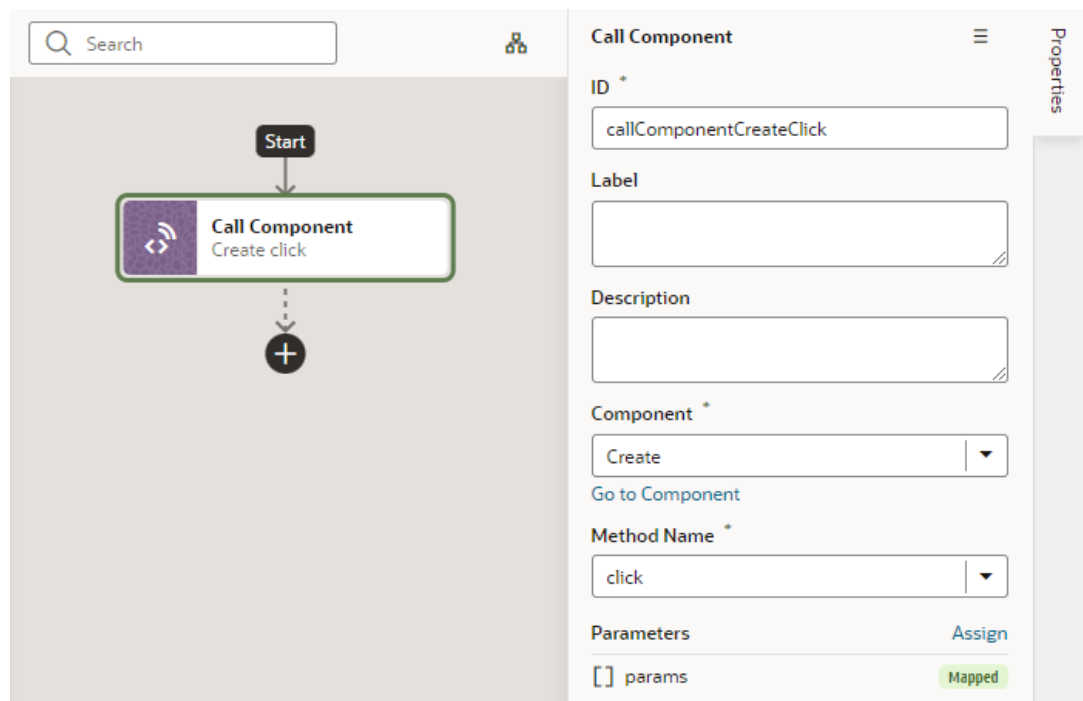 Search
Start
Call Component
Create click
Call Component
ID *
callComponentCreateClick
Label
Description
Component *
Create
Go to Component
Method Name *
click
Parameters Assign
[] params Mapped
Properties